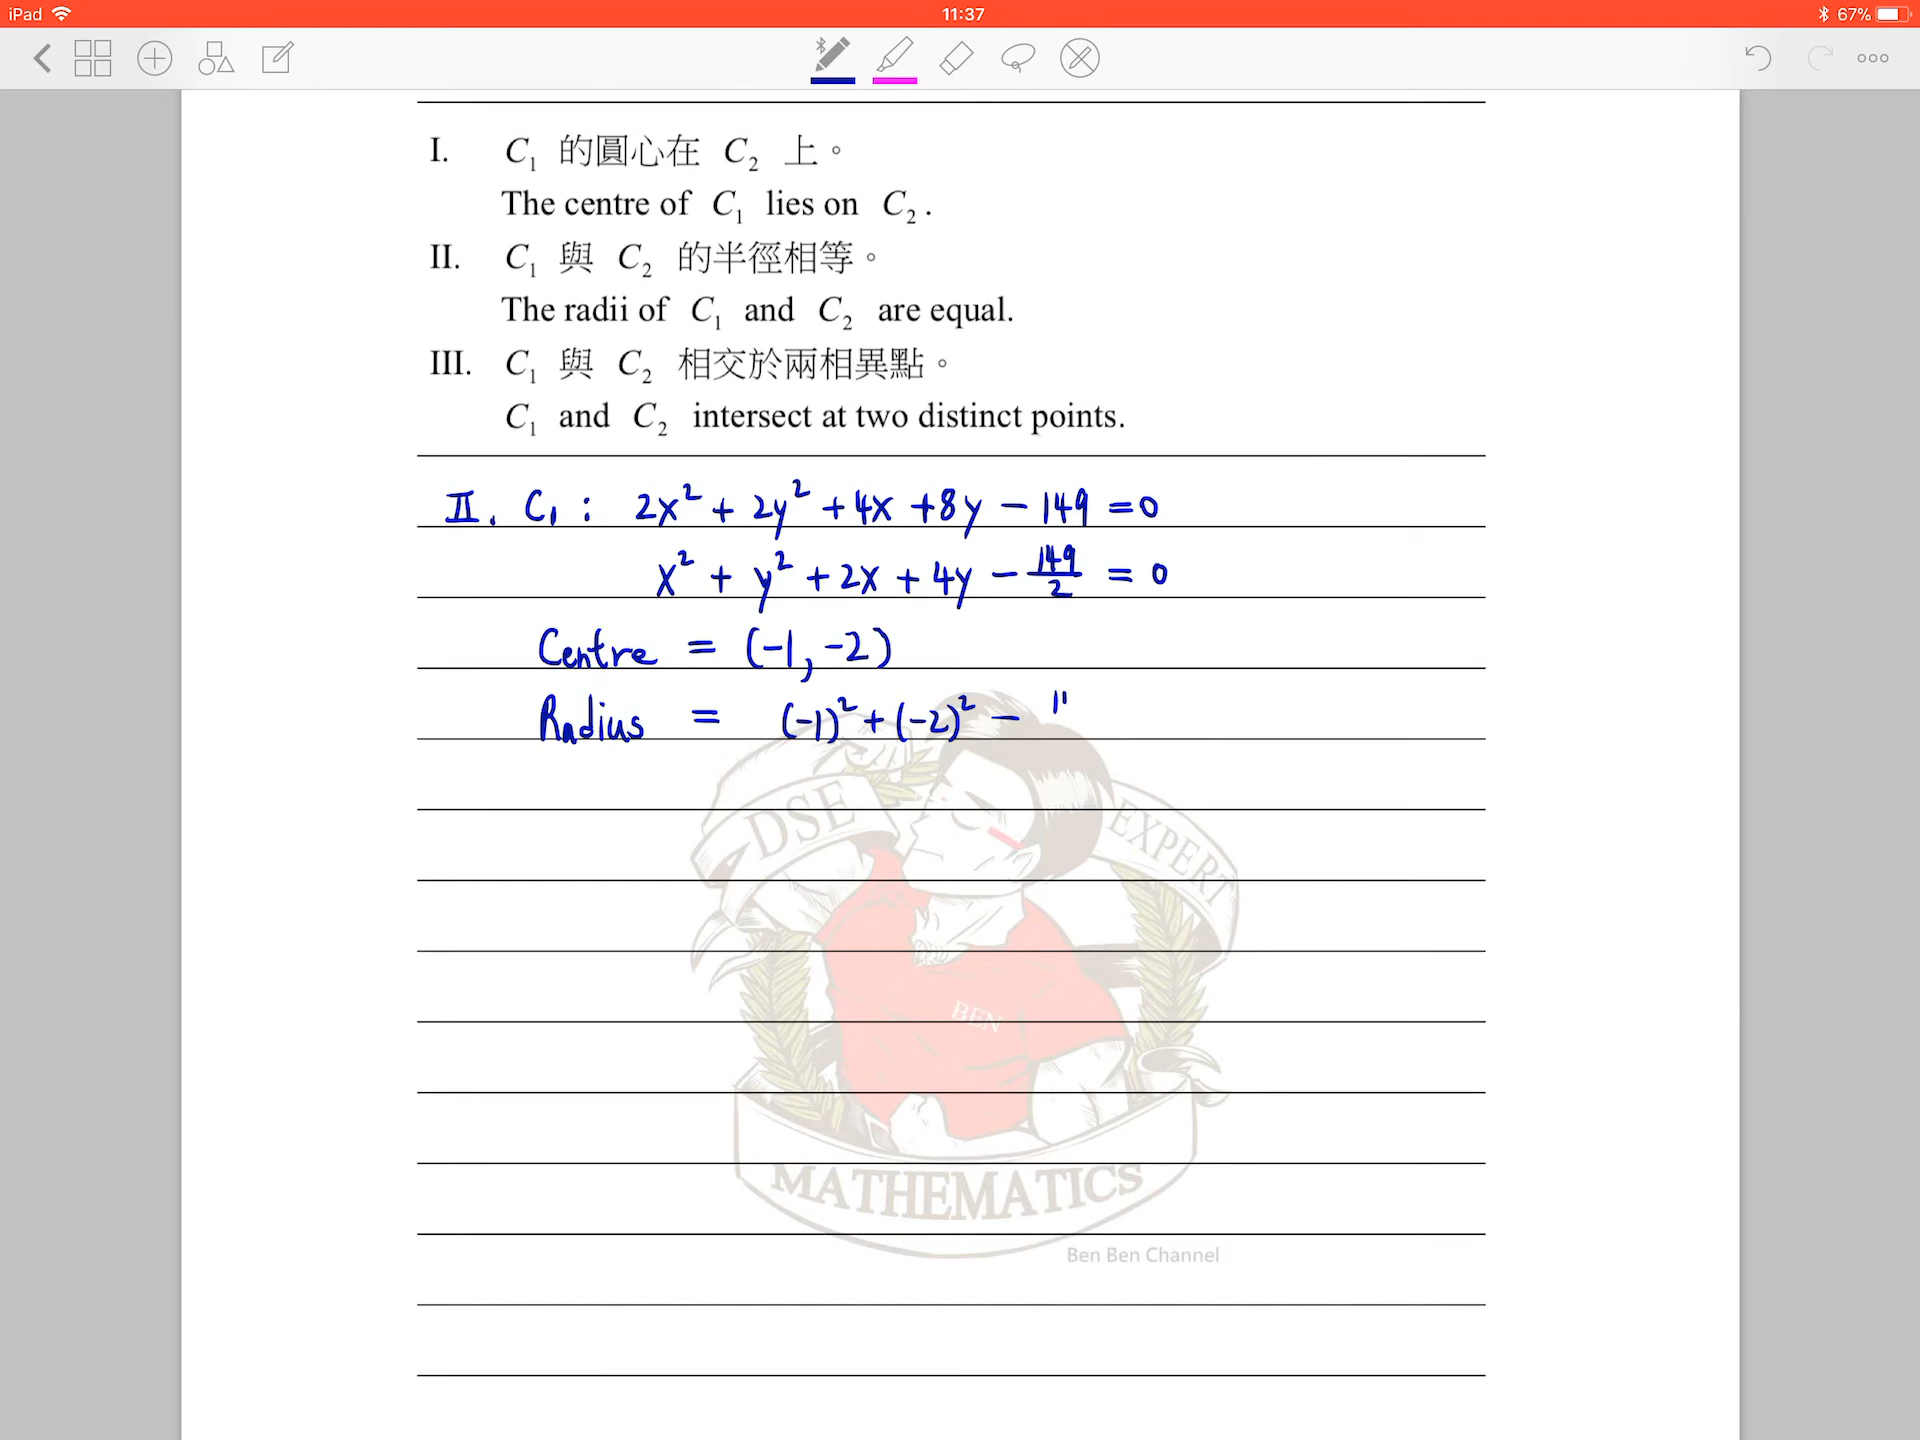 iPad 11:37 67%
I. C₁ 的圓心在 C₂ 上。
The centre of C₁ lies on C₂.
II. C₁ 與 C₂ 的半徑相等。
The radii of C₁ and C₂ are equal.
III. C₁ 與 C₂ 相交於兩相異點。
C₁ and C₂ intersect at two distinct points.
II. C₁ : 2x² + 2y² + 4x + 8y − 149 = 0
x² + y² + 2x + 4y − 149/2 = 0
Centre = (-1, -2)
Radius = (-1)² + (-2)² −
DSE EXPERT
BEN
MATHEMATICS
Ben Ben Channel